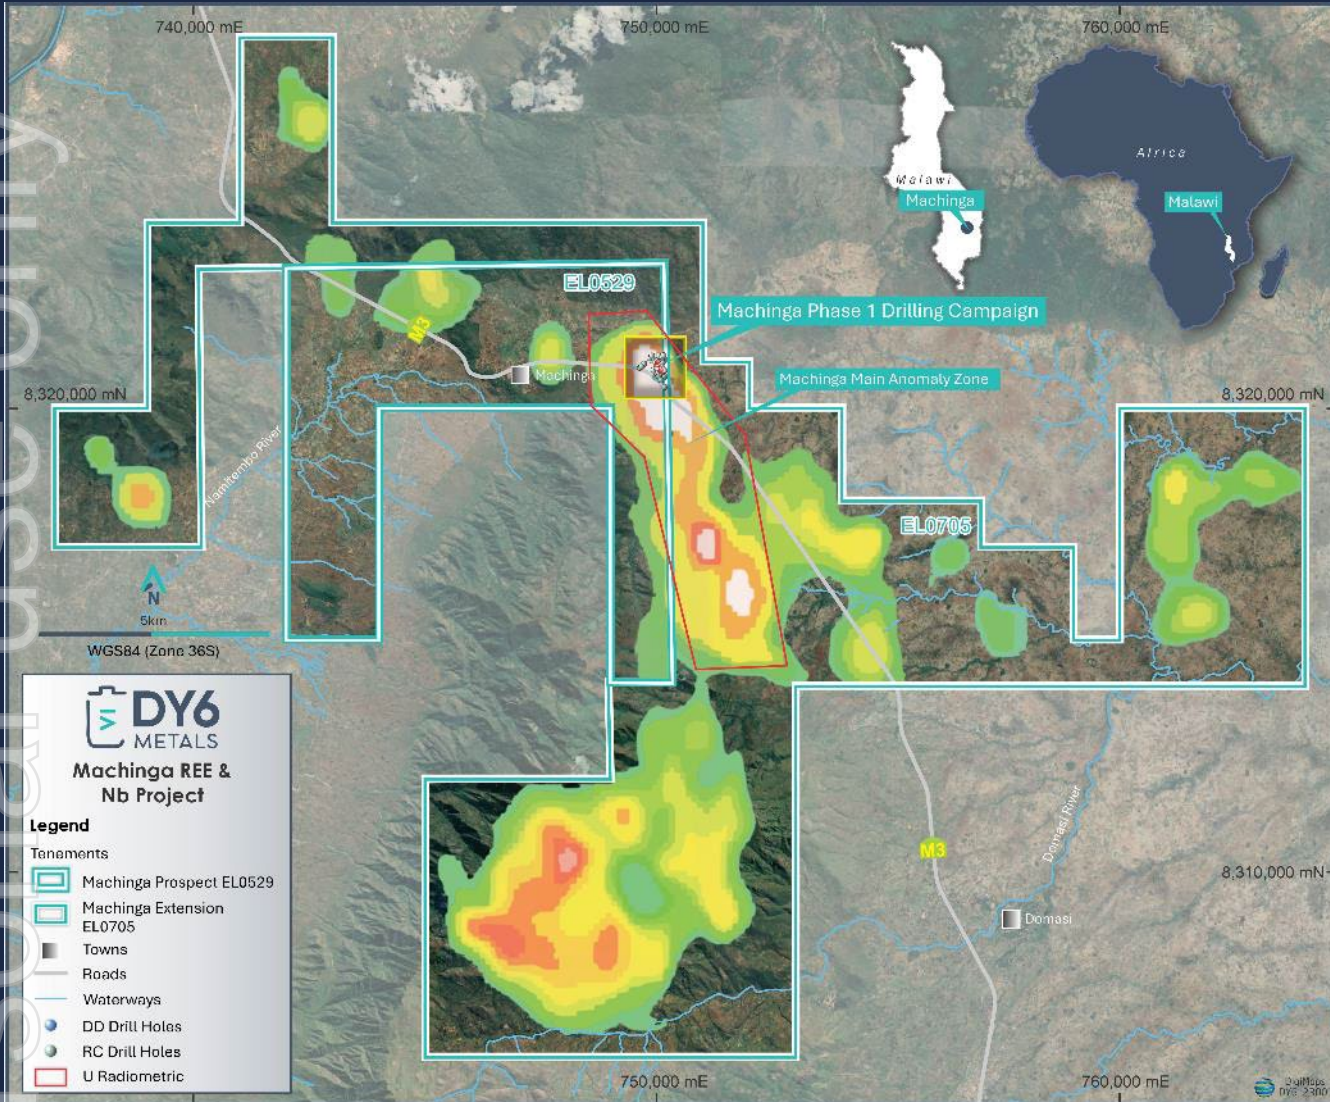 740,000 mE
750,000 mE
760,000 mE
Africa
Malawi
Machinga
Malawi
EL0529
Machinga Phase 1 Drilling Campaign
M3
Machinga
Machinga Main Anomaly Zone
8,320,000 mN
8,320,000 mN
Namitembo River
EL0705
N
5km
WGS84 (Zone 36S)
VI
DY6
METALS
Machinga REE &
Nb Project
Legend
Tenements
Machinga Prospect EL0529
Machinga Extension
EL0705
Towns
Roads
Waterways
DD Drill Holes
RC Drill Holes
U Radiometric
M3
Domasi River
8,310,000 mN
Domasi
750,000 mE
760,000 mE
DigiMaps